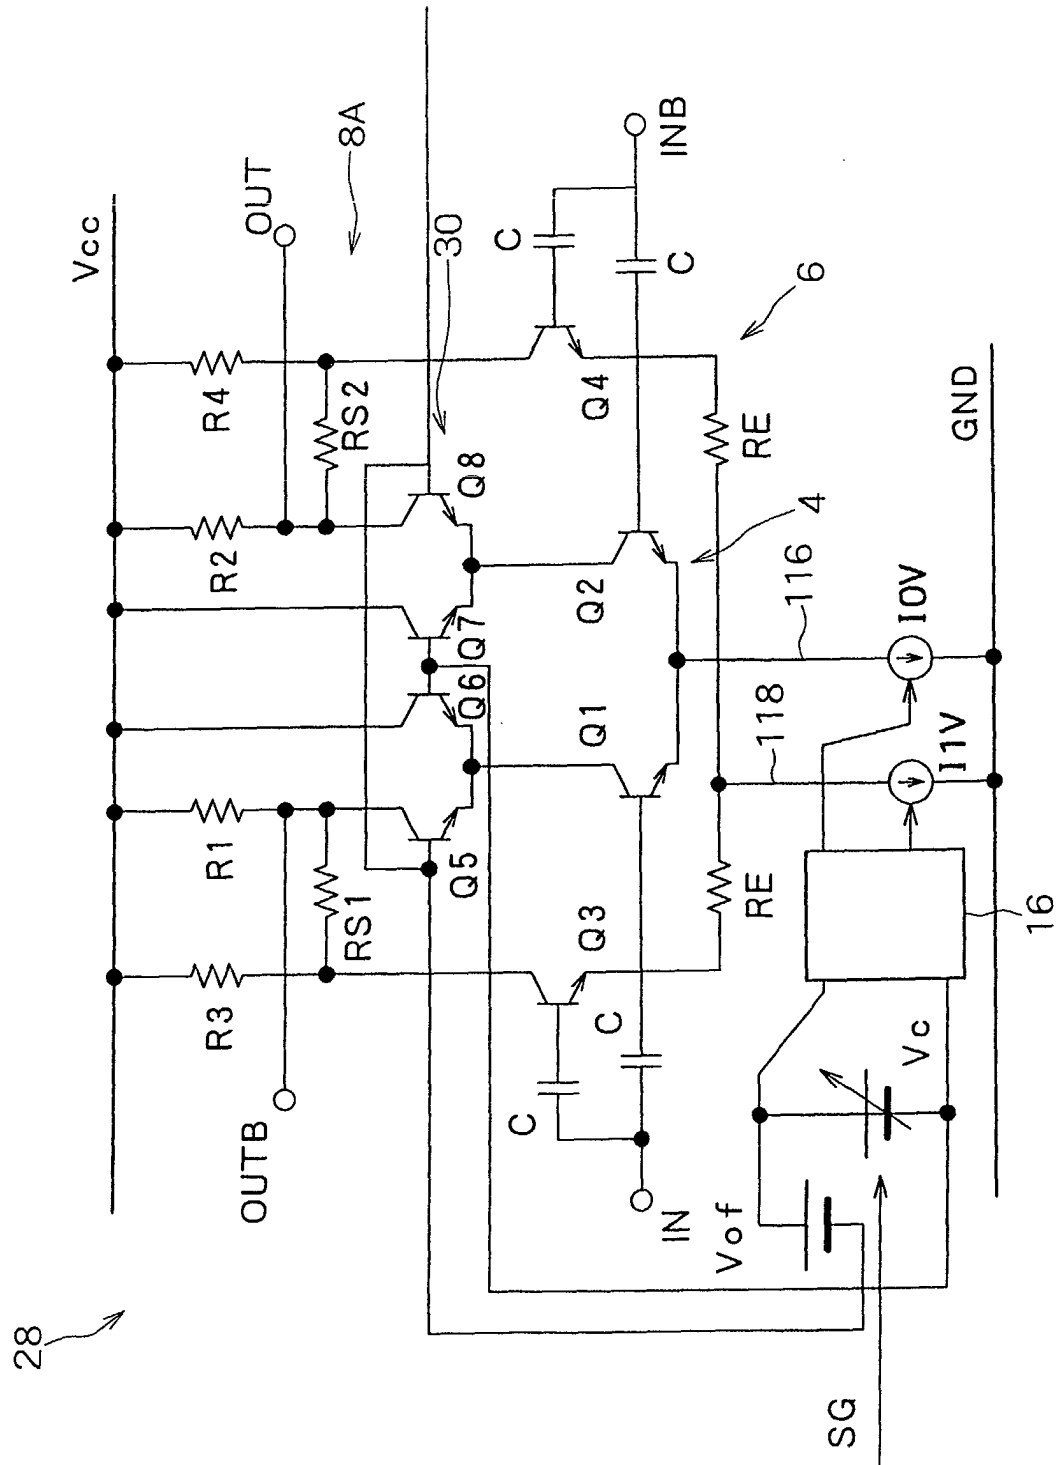 28
SG
OUTB
Vcc
OUT
8A
R3
R1
R2
R4
RS1
RS2
30
Q5
Q6
Q7
Q8
C
C
Q3
Q1
Q2
Q4
C
C
IN
INB
RE
RE
4
6
118
116
Vof
Vc
16
I1V
I0V
GND